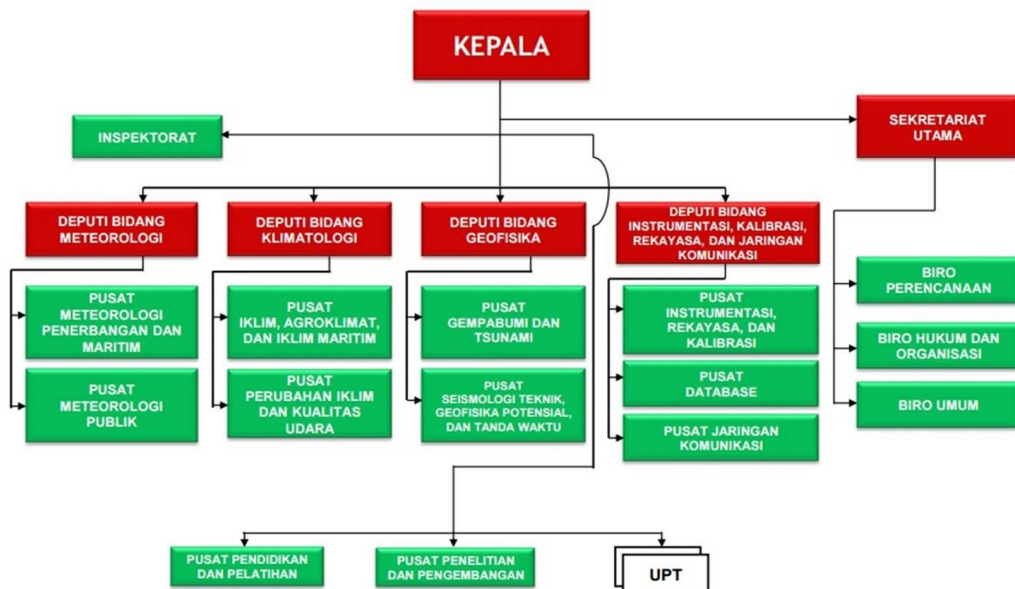 KEPALA
INSPEKTORAT
SEKRETARIAT
UTAMA
DEPUTI BIDANG
METEOROLOGI
DEPUTI BIDANG
KLIMATOLOGI
DEPUTI BIDANG
GEOFISIKA
DEPUTI BIDANG
INSTRUMENTASI, KALIBRASI,
REKAYASA, DAN JARINGAN
KOMUNIKASI
PUSAT
METEOROLOGI
PENERBANGAN DAN
MARITIM
PUSAT
METEOROLOGI
PUBLIK
PUSAT
IKLIM, AGROKLIMAT,
DAN IKLIM MARITIM
PUSAT
PERUBAHAN IKLIM
DAN KUALITAS
UDARA
PUSAT
GEMPABUMI DAN
TSUNAMI
PUSAT
SEISMOLOGI TEKNIK,
GEOFISIKA POTENSIAL,
DAN TANDA WAKTU
PUSAT
INSTRUMENTASI,
REKAYASA, DAN
KALIBRASI
PUSAT
DATABASE
PUSAT JARINGAN
KOMUNIKASI
BIRO
PERENCANAAN
BIRO HUKUM DAN
ORGANISASI
BIRO UMUM
PUSAT PENDIDIKAN
DAN PELATIHAN
PUSAT PENELITIAN
DAN PENGEMBANGAN
UPT